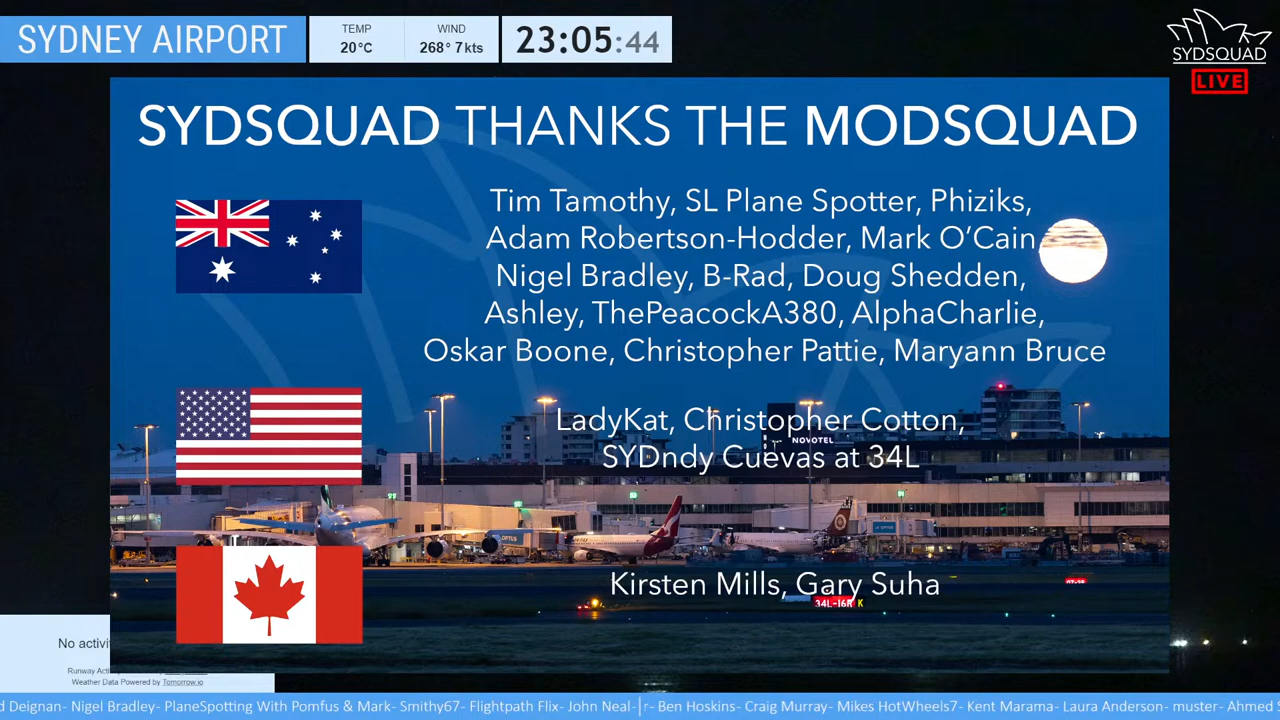 SYDNEY AIRPORT
TEMP
20°C
WIND
268° 7kts
23:05:44
SYDSQUAD
LIVE
SYDSQUAD THANKS THE MODSQUAD
Tim Tamothy, SL Plane Spotter, Phiziks,
Adam Robertson-Hodder, Mark O'Cain
Nigel Bradley, B-Rad, Doug Shedden,
Ashley, ThePeacockA380, AlphaCharlie,
Oskar Boone, Christopher Pattie, Maryann Bruce
LadyKat, Christopher Cotton,
NOVOTEL
SYDndy Cuevas at 34L
OPTUS
Kirsten Mills, Gary Suha
34L-16R K
No activi
Runway Acti
Weather Data Powered by Tomorrow.io
d Deignan- Nigel Bradley- PlaneSpotting With Pomfus & Mark- Smithy67- Flightpath Flix- John Neal- r- Ben Hoskins- Craig Murray- Mikes HotWheels7- Kent Marama- Laura Anderson- muster- Ahmed S